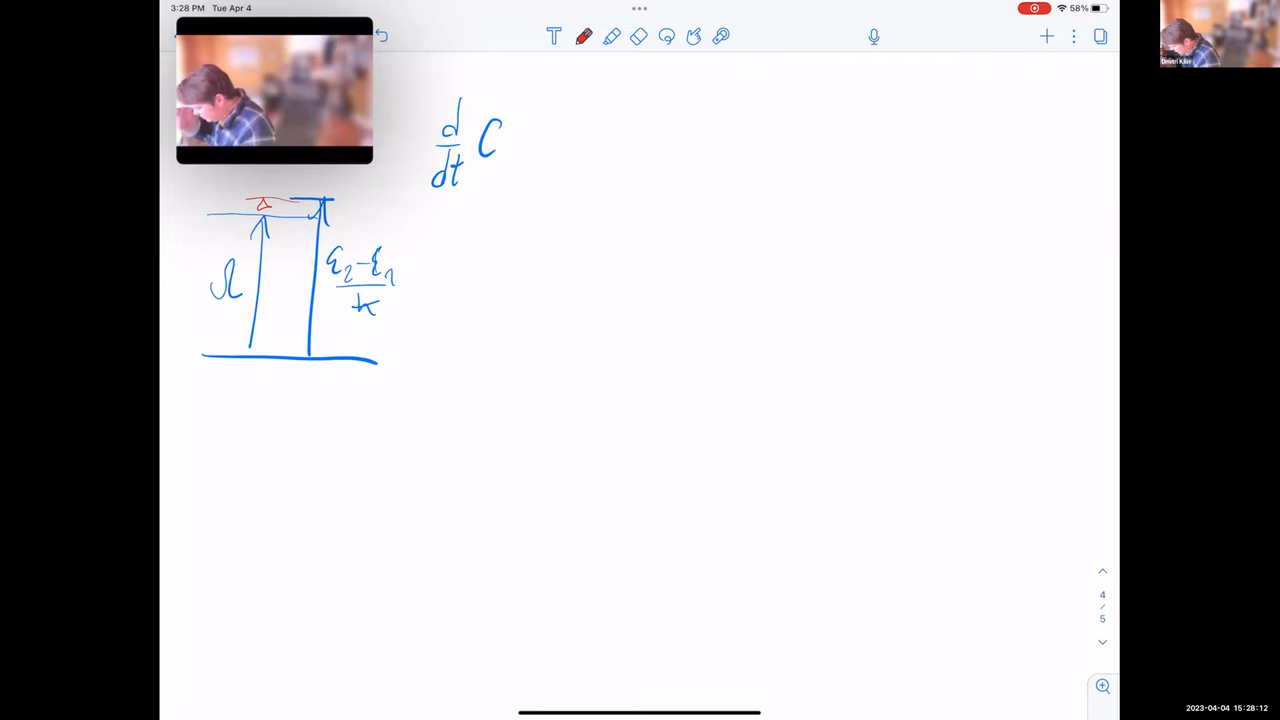 3:28 PM Tue Apr 4
58%
T
Dmitri Kilin
d
dt C
Δ
Ω
ε₂-ε₁
ħ
4
/
5
2023-04-04 15:28:12